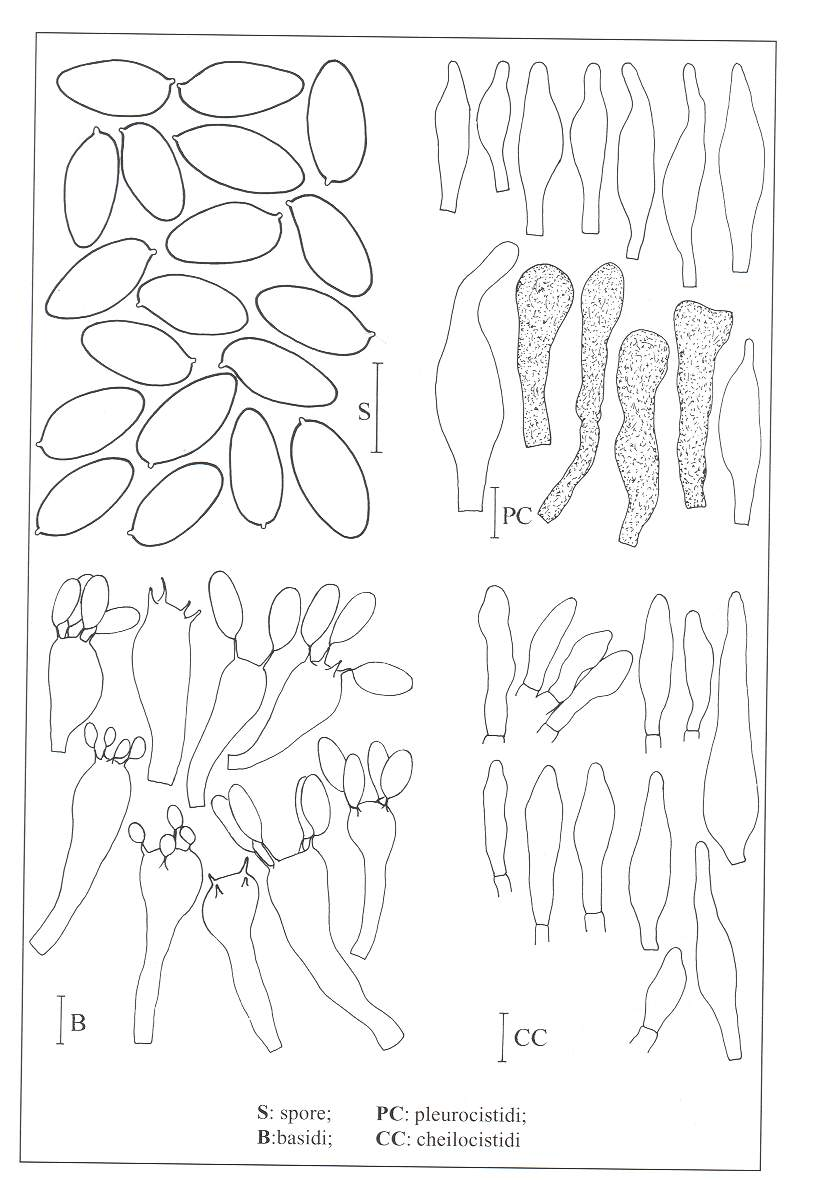 S
PC
B
CC
S: spore; PC: pleurocistidi;
B:basidi; CC: cheilocistidi